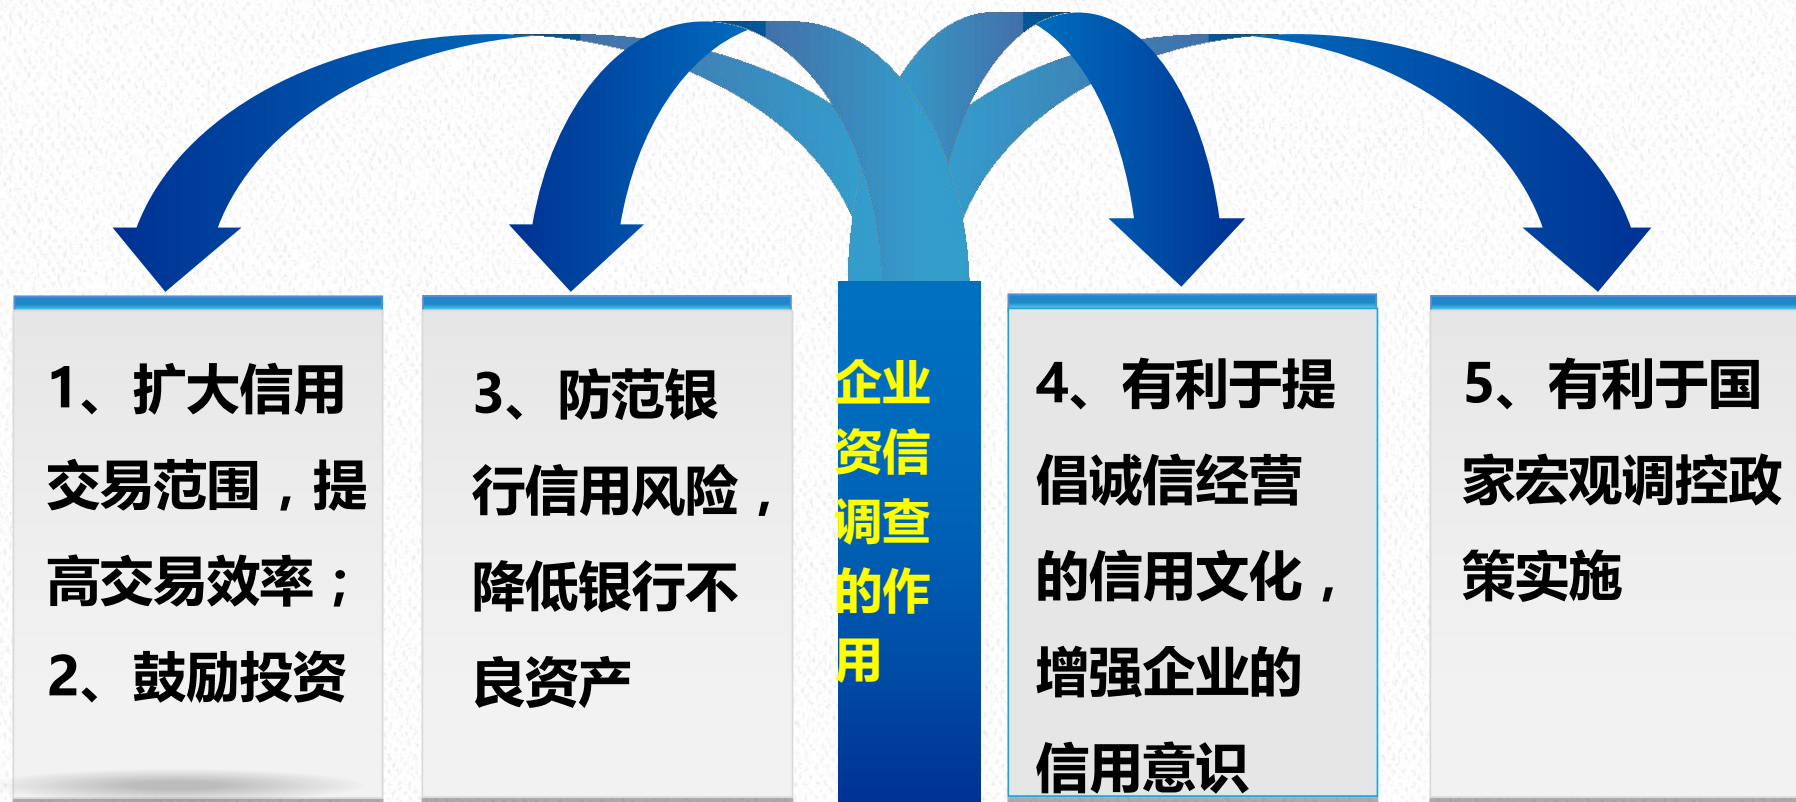 1、扩大信用
交易范围，提
高交易效率；
2、鼓励投资
3、防范银
行信用风险，
降低银行不
良资产
企业
资信
调查
的作
用
4、有利于提
倡诚信经营
的信用文化，
增强企业的
信用意识
5、有利于国
家宏观调控政
策实施